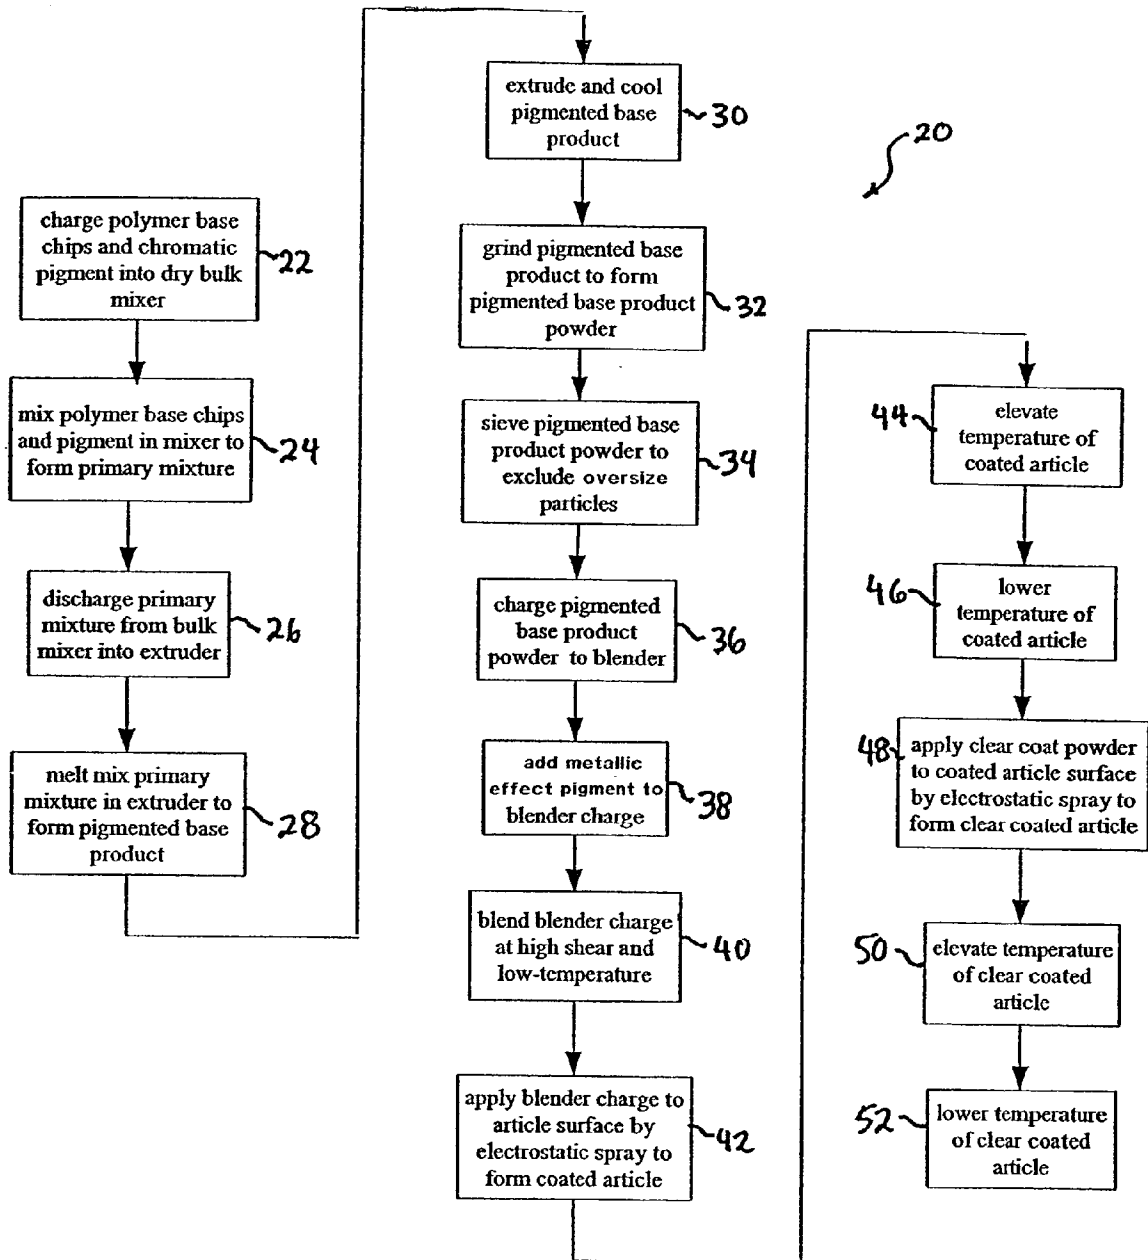 charge polymer base
chips and chromatic
pigment into dry bulk
mixer
22
mix polymer base chips
and pigment in mixer to
form primary mixture
24
discharge primary
mixture from bulk
mixer into extruder
26
melt mix primary
mixture in extruder to
form pigmented base
product
28
extrude and cool
pigmented base
product
30
grind pigmented base
product to form
pigmented base product
powder
32
sieve pigmented base
product powder to
exclude oversize
particles
34
charge pigmented
base product
powder to blender
36
add metallic
effect pigment to
blender charge
38
blend blender charge
at high shear and
low-temperature
40
apply blender charge to
article surface by
electrostatic spray to
form coated article
42
20
44
elevate
temperature of
coated article
46
lower
temperature of
coated article
48
apply clear coat powder
to coated article surface
by electrostatic spray to
form clear coated article
50
elevate temperature
of clear coated
article
52
lower temperature
of clear coated
article